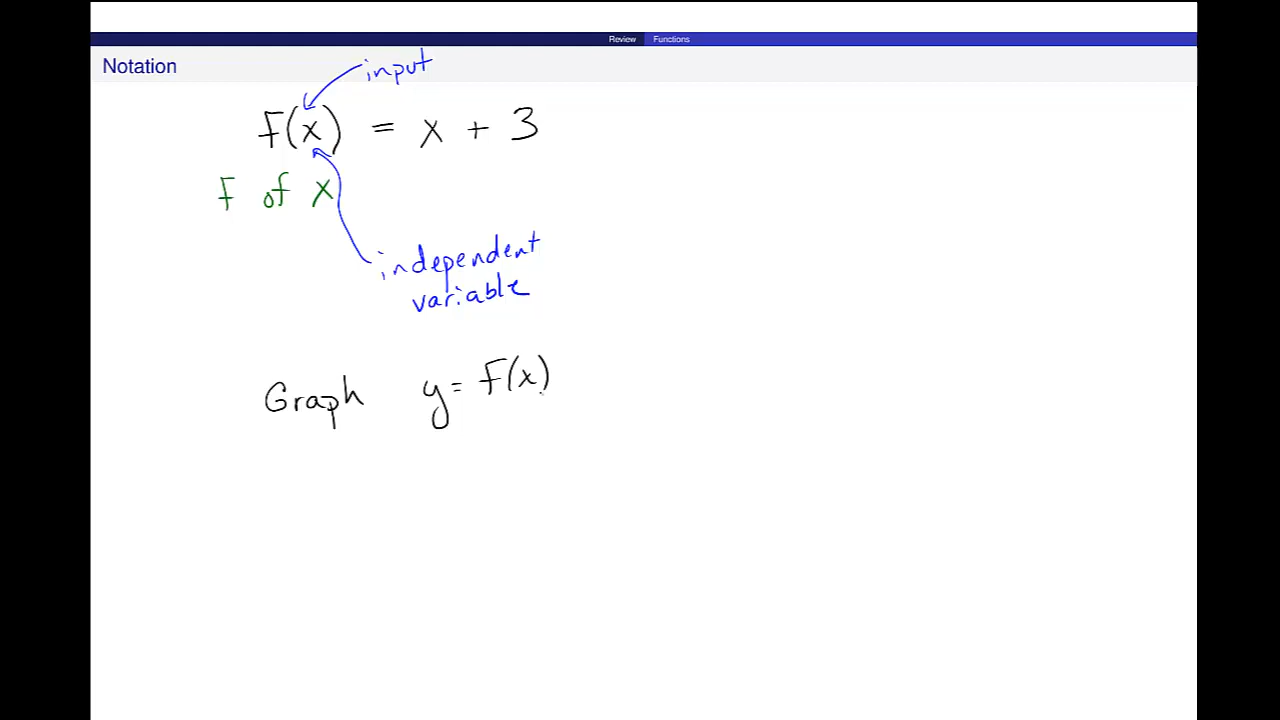 Review Functions
Notation
input
F(x) = x + 3
F of x
independent
variable
Graph y = F(x)